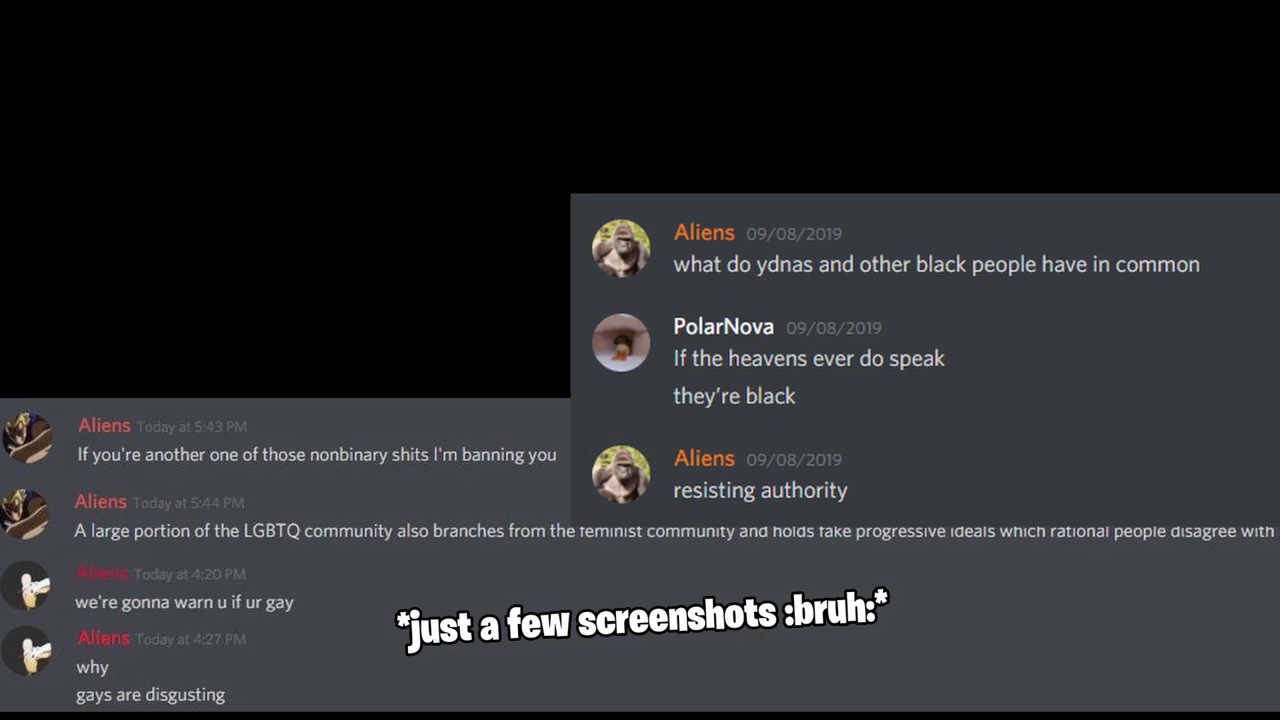 Aliens 09/08/2019
what do ydnas and other black people have in common
PolarNova 09/08/2019
If the heavens ever do speak
they're black
Aliens 09/08/2019
resisting authority
Aliens Today at 5:43 PM
If you're another one of those nonbinary shits I'm banning you
Aliens Today at 5:44 PM
A large portion of the LGBTQ community also branches from the feminist community and holds fake progressive ideals which rational people disagree with
Aliens Today at 4:20 PM
we're gonna warn u if ur gay
Aliens Today at 4:27 PM
why
gays are disgusting
*just a few screenshots :bruh:*